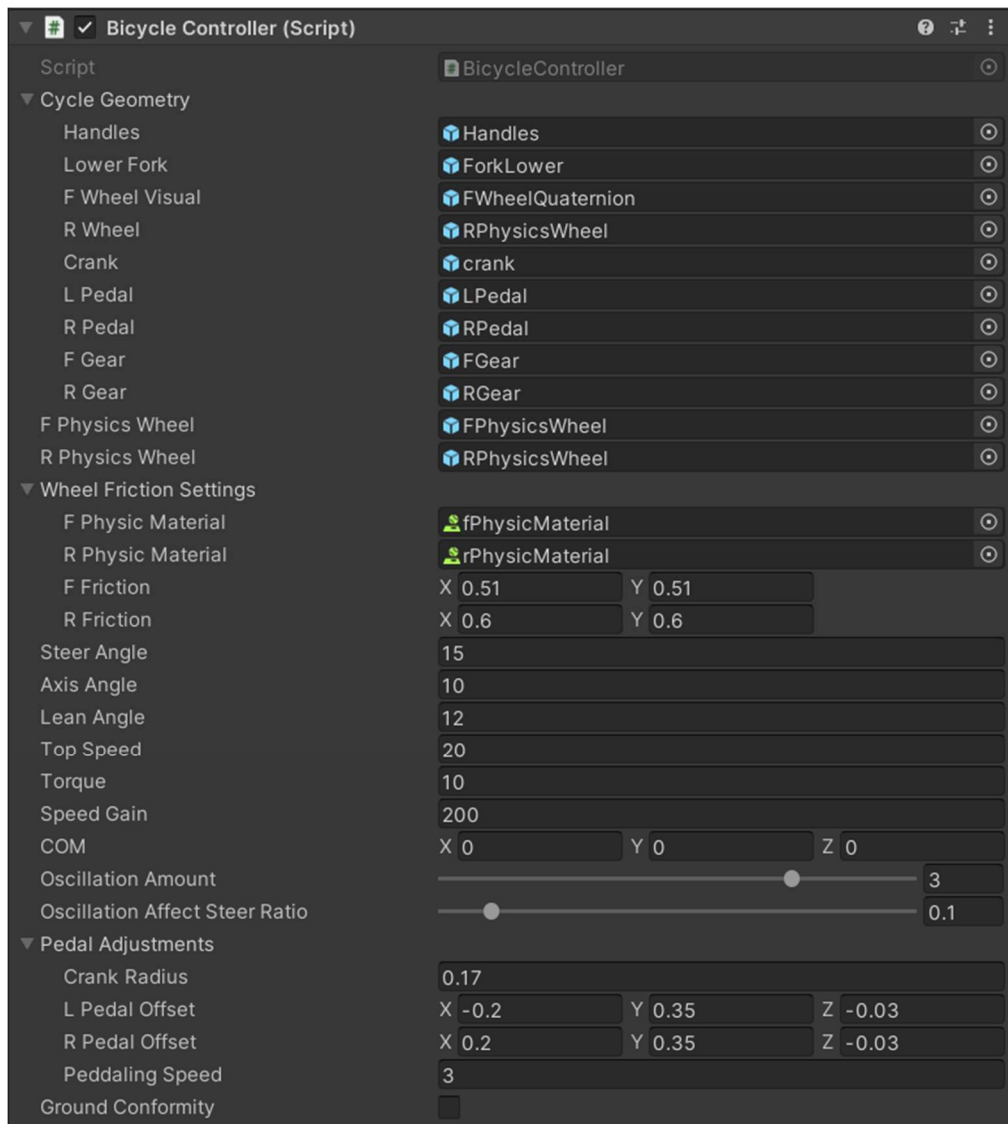 Bicycle Controller (Script)
Script BicycleController
Cycle Geometry
Handles Handles
Lower Fork ForkLower
F Wheel Visual FWheelQuaternion
R Wheel RPhysicsWheel
Crank crank
L Pedal LPedal
R Pedal RPedal
F Gear FGear
R Gear RGear
F Physics Wheel FPhysicsWheel
R Physics Wheel RPhysicsWheel
Wheel Friction Settings
F Physic Material fPhysicMaterial
R Physic Material rPhysicMaterial
F Friction X 0.51 Y 0.51
R Friction X 0.6 Y 0.6
Steer Angle 15
Axis Angle 10
Lean Angle 12
Top Speed 20
Torque 10
Speed Gain 200
COM X 0 Y 0 Z 0
Oscillation Amount 3
Oscillation Affect Steer Ratio 0.1
Pedal Adjustments
Crank Radius 0.17
L Pedal Offset X -0.2 Y 0.35 Z -0.03
R Pedal Offset X 0.2 Y 0.35 Z -0.03
Peddaling Speed 3
Ground Conformity